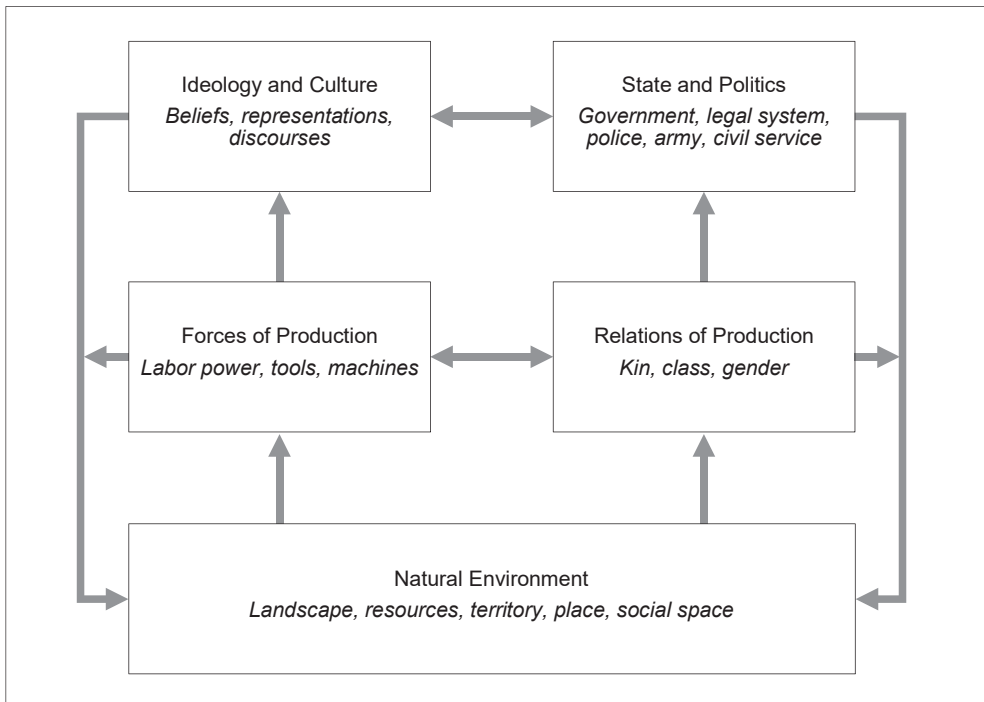 Ideology and Culture
Beliefs, representations,
discourses
State and Politics
Government, legal system,
police, army, civil service
Forces of Production
Labor power, tools, machines
Relations of Production
Kin, class, gender
Natural Environment
Landscape, resources, territory, place, social space